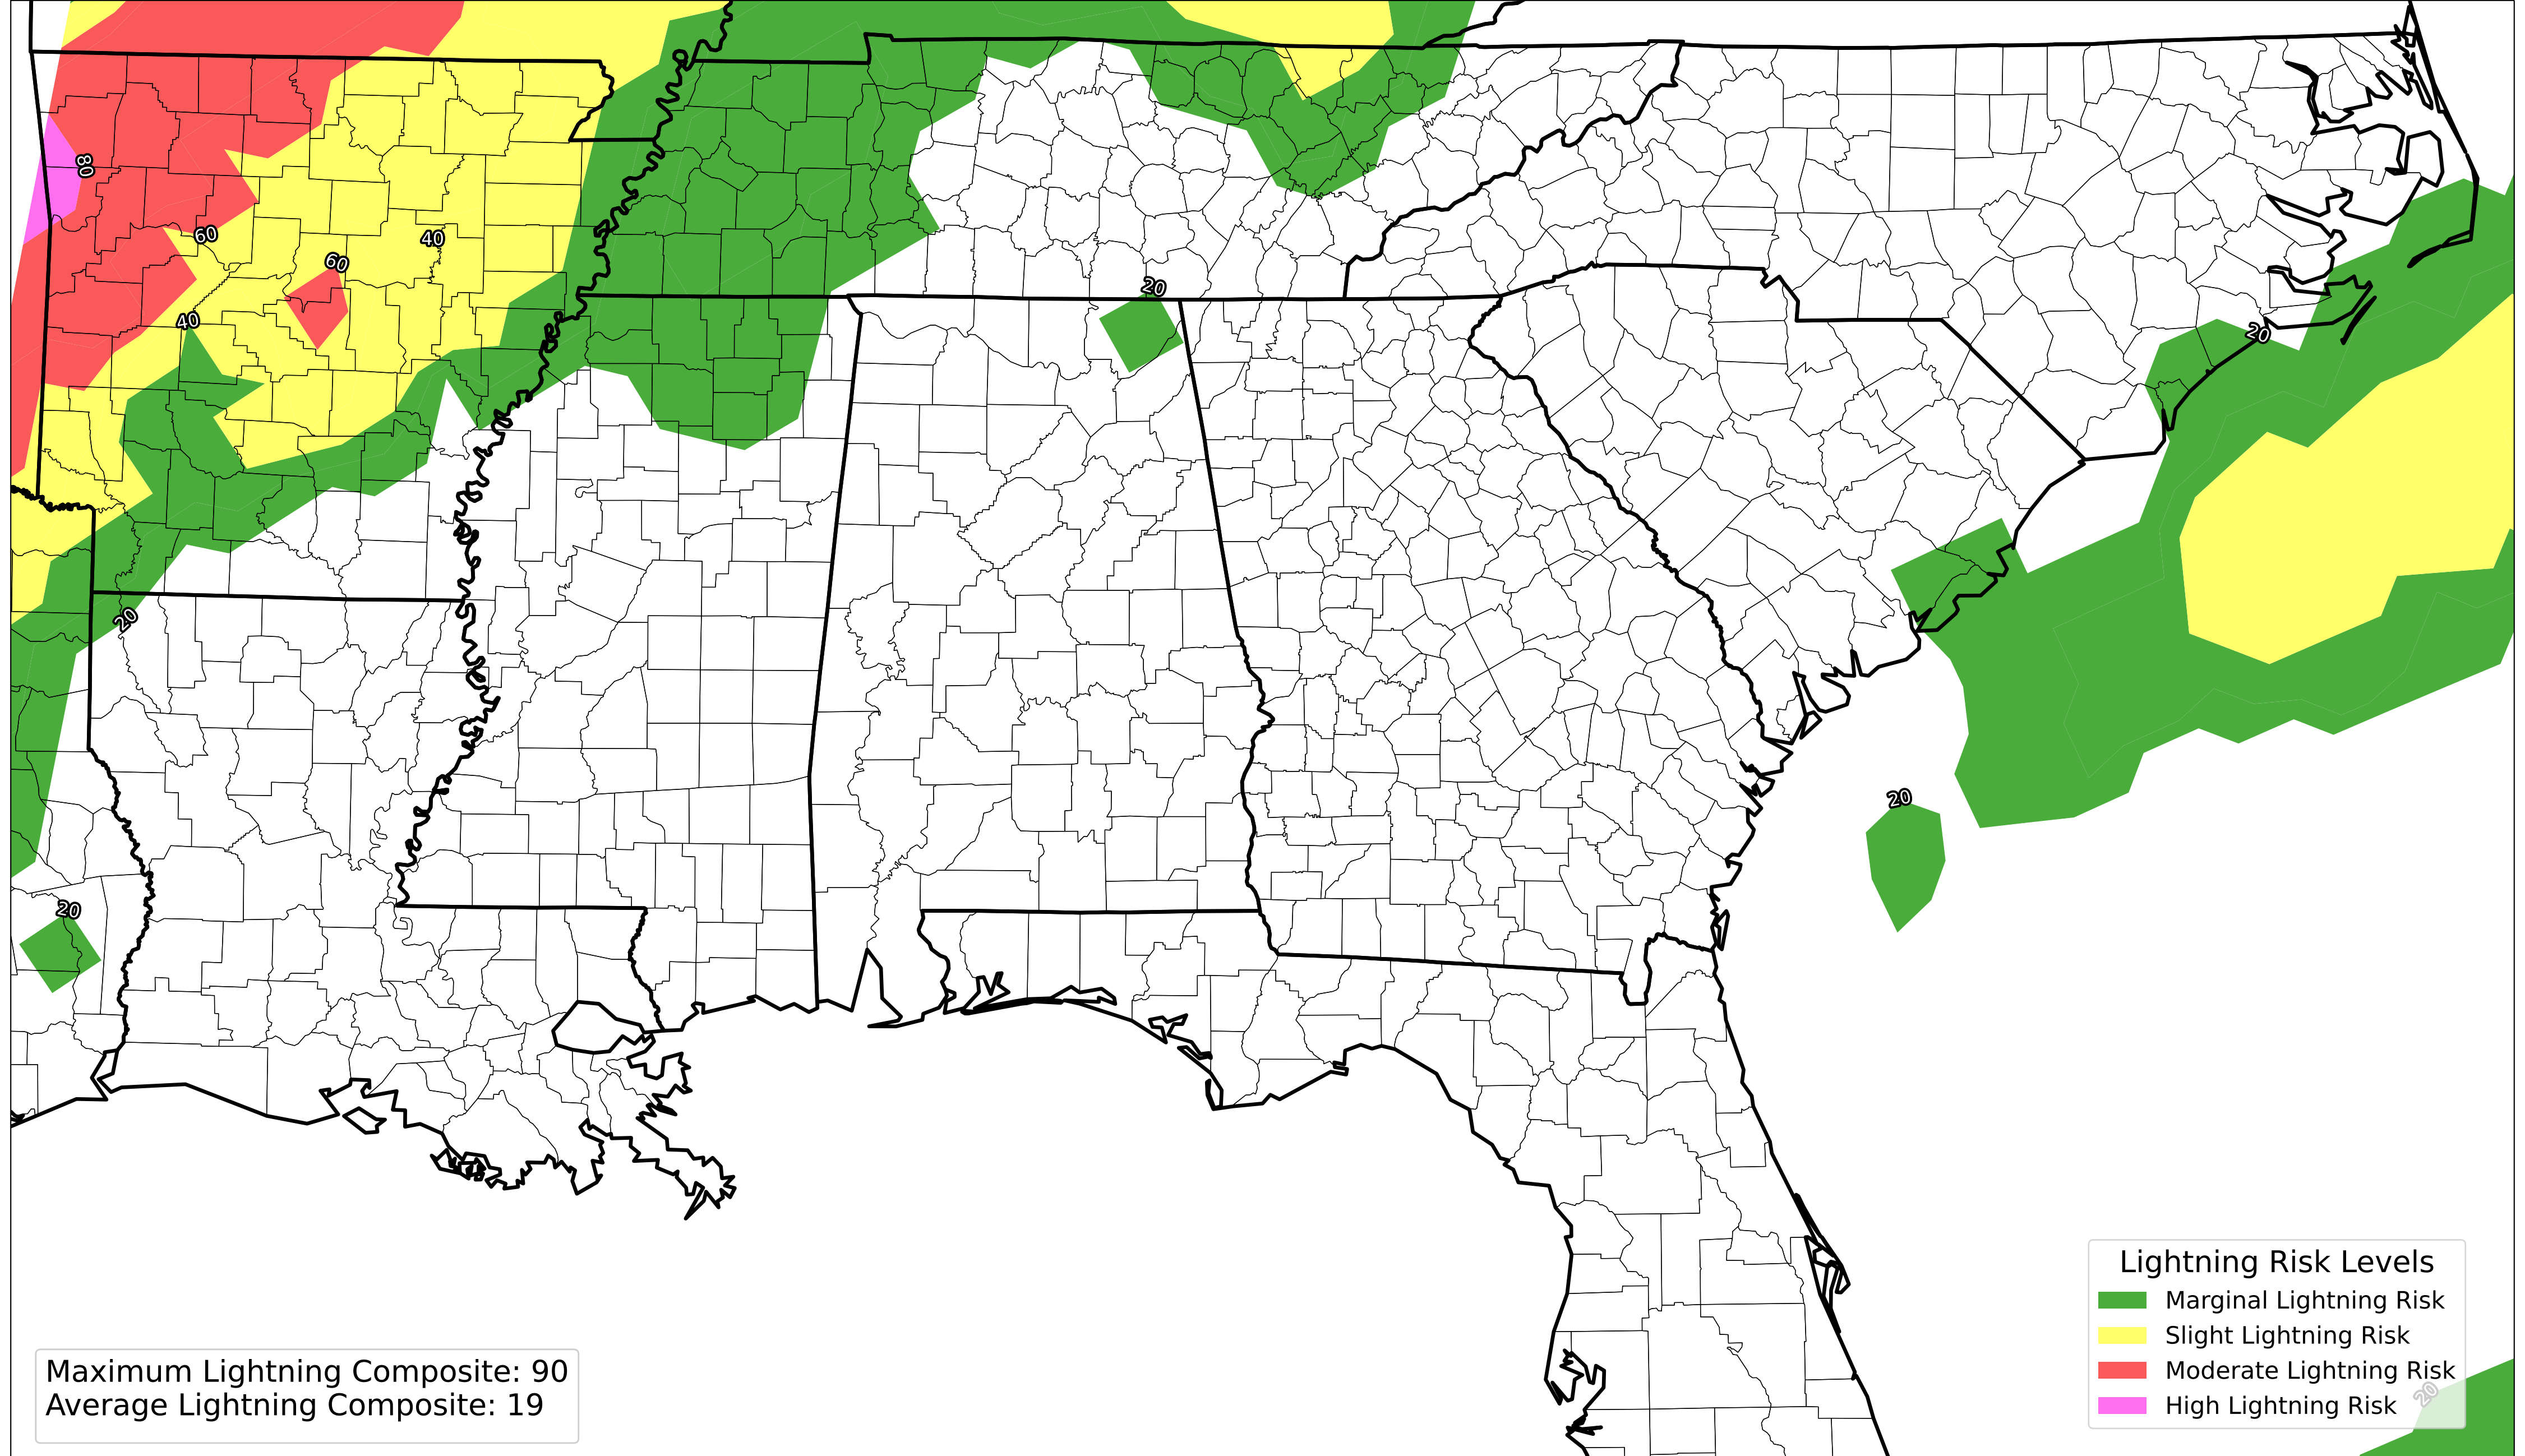 80
60
40
60
20
40
20
20
20
20
20
Maximum Lightning Composite: 90
Average Lightning Composite: 19
Lightning Risk Levels
Marginal Lightning Risk
Slight Lightning Risk
Moderate Lightning Risk
High Lightning Risk